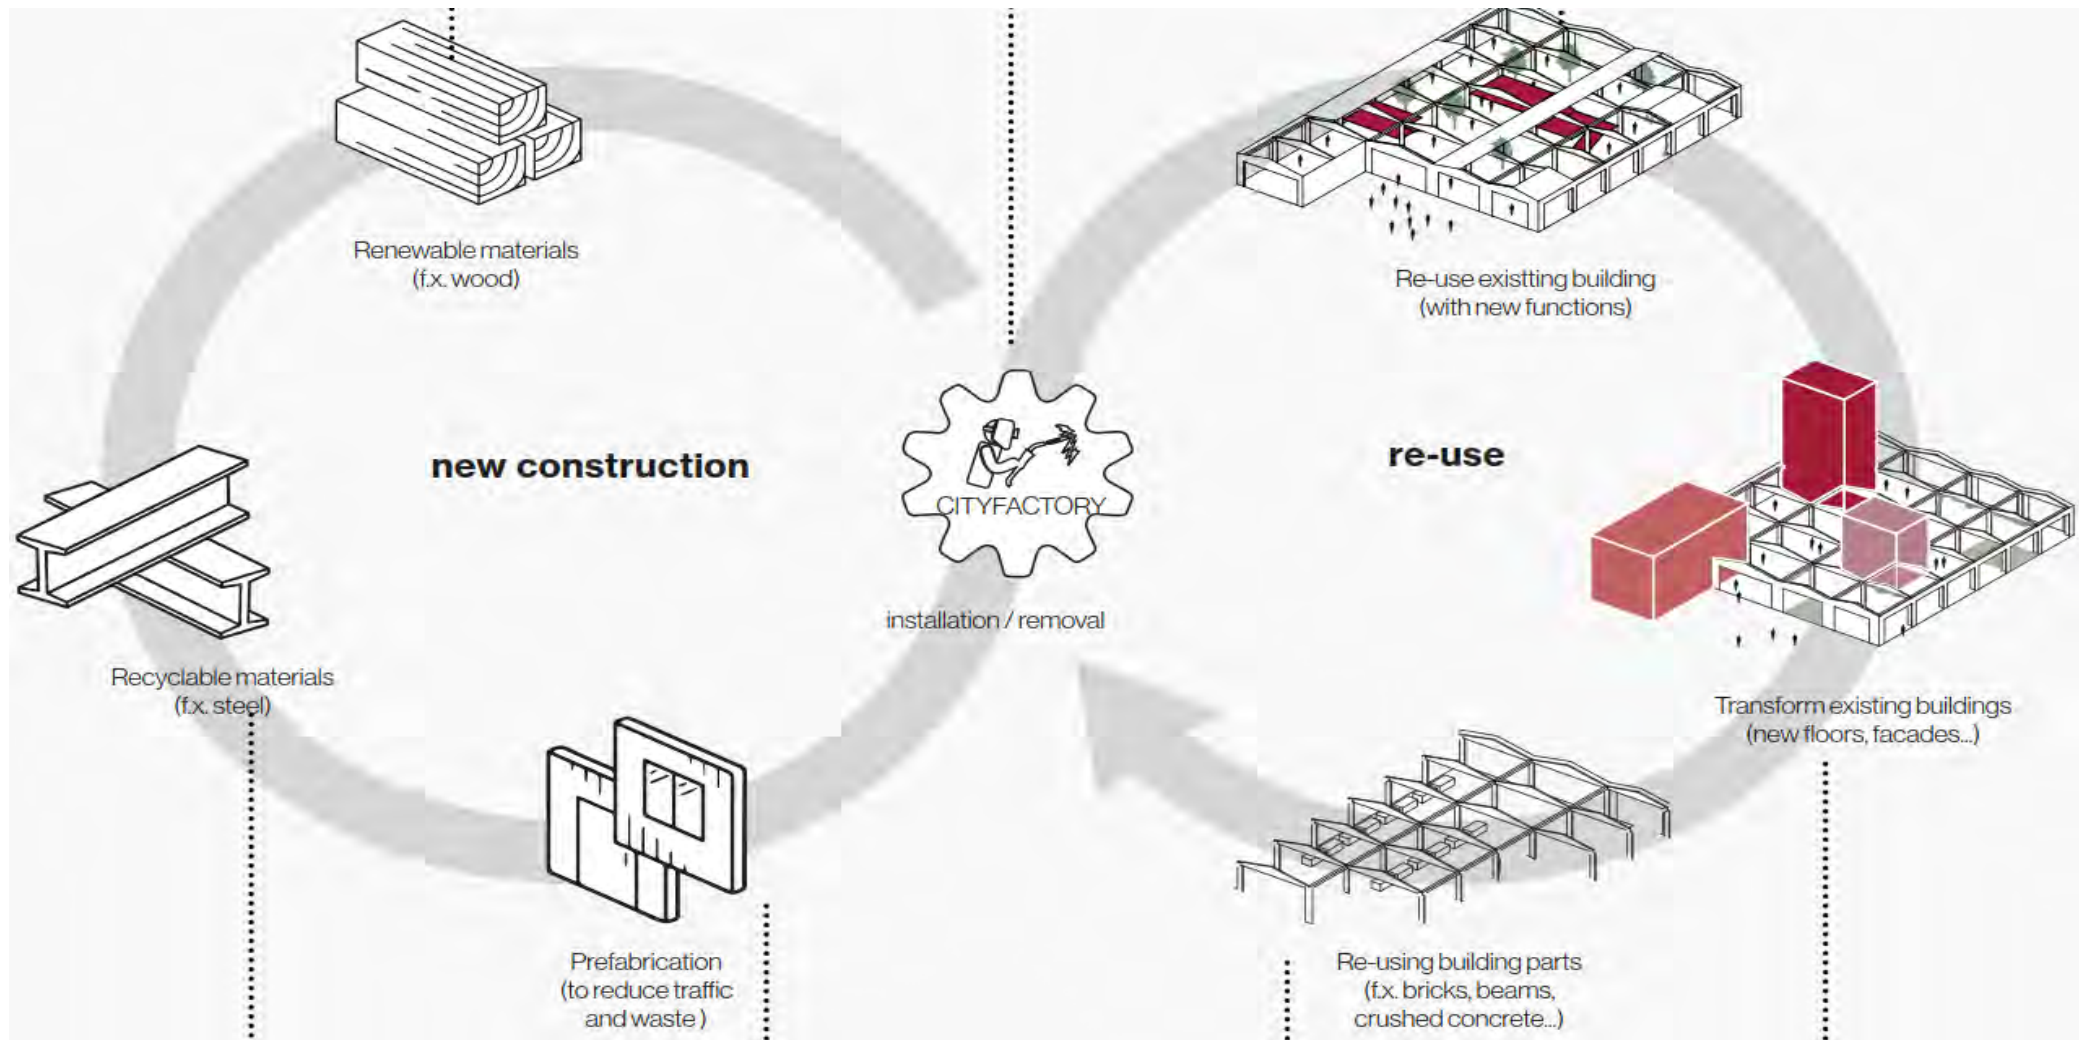 Renewable materials
(f.x. wood)
Re-use existting building
(with new functions)
new construction
re-use
CITYFACTORY
installation / removal
Recyclable materials
(f.x. steel)
Transform existing buildings
(new floors, facades...)
Prefabrication
(to reduce traffic
and waste )
Re-using building parts
(f.x. bricks, beams,
crushed concrete...)